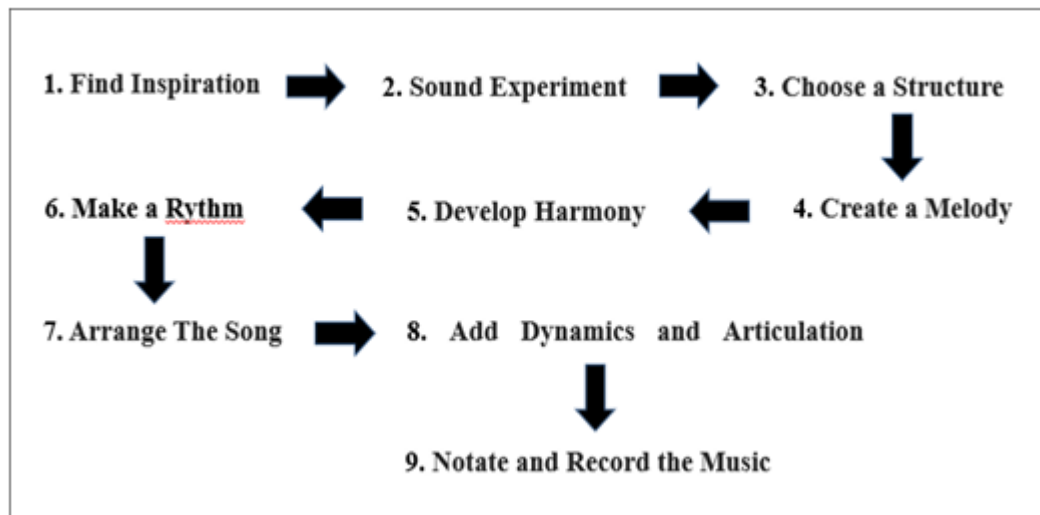 1. Find Inspiration
2. Sound Experiment
3. Choose a Structure
4. Create a Melody
5. Develop Harmony
6. Make a Rythm
7. Arrange The Song
8. Add Dynamics and Articulation
9. Notate and Record the Music